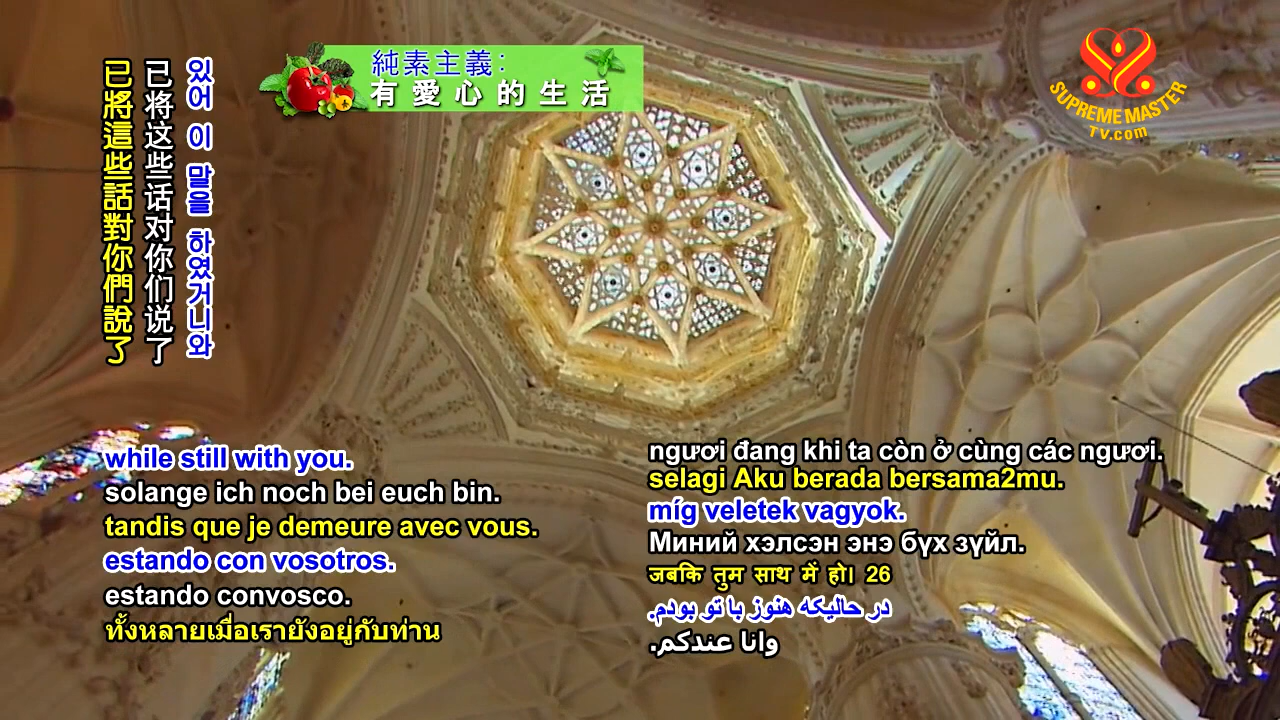 純素主義：
有愛心的生活
SUPREME MASTER
TV.com
있어 이 말을 하였거니와
已将这些话对你们说了
已將這些話對你們說了
while still with you.
solange ich noch bei euch bin.
tandis que je demeure avec vous.
estando con vosotros.
estando convosco.
ทั้งหลายเมื่อเรายังอยู่กับท่าน
ngươi đang khi ta còn ở cùng các ngươi.
selagi Aku berada bersama2mu.
míg veletek vagyok.
Миний хэлсэн энэ бүх зүйл.
जबकि तुम साथ में हो। 26
در حالیکه هنوز با تو بودم.
وانا عندكم.